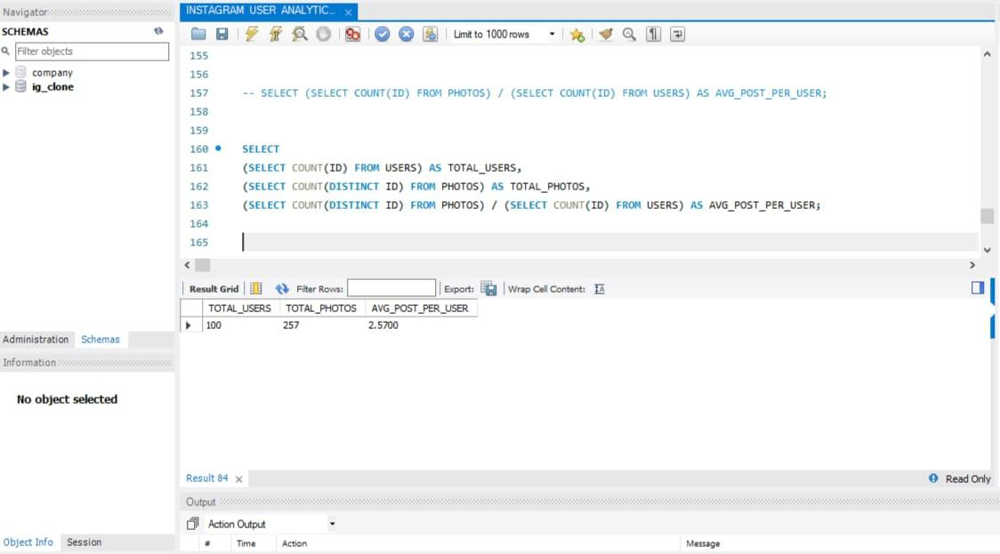 Navigator
SCHEMAS
Filter objects
company
ig_clone
Administration Schemas
Information
No object selected
Object Info Session
INSTAGRAM USER ANALYTIC...
Limit to 1000 rows
155
156
157 -- SELECT (SELECT COUNT(ID) FROM PHOTOS) / (SELECT COUNT(ID) FROM USERS) AS AVG_POST_PER_USER;
158
159
160 SELECT
161 (SELECT COUNT(ID) FROM USERS) AS TOTAL_USERS,
162 (SELECT COUNT(DISTINCT ID) FROM PHOTOS) AS TOTAL_PHOTOS,
163 (SELECT COUNT(DISTINCT ID) FROM PHOTOS) / (SELECT COUNT(ID) FROM USERS) AS AVG_POST_PER_USER;
164
165
Result Grid Filter Rows: Export: Wrap Cell Content: IA
TOTAL_USERS TOTAL_PHOTOS AVG_POST_PER_USER
100 257 2.5700
Result 84 Read Only
Output
Action Output
# Time Action Message